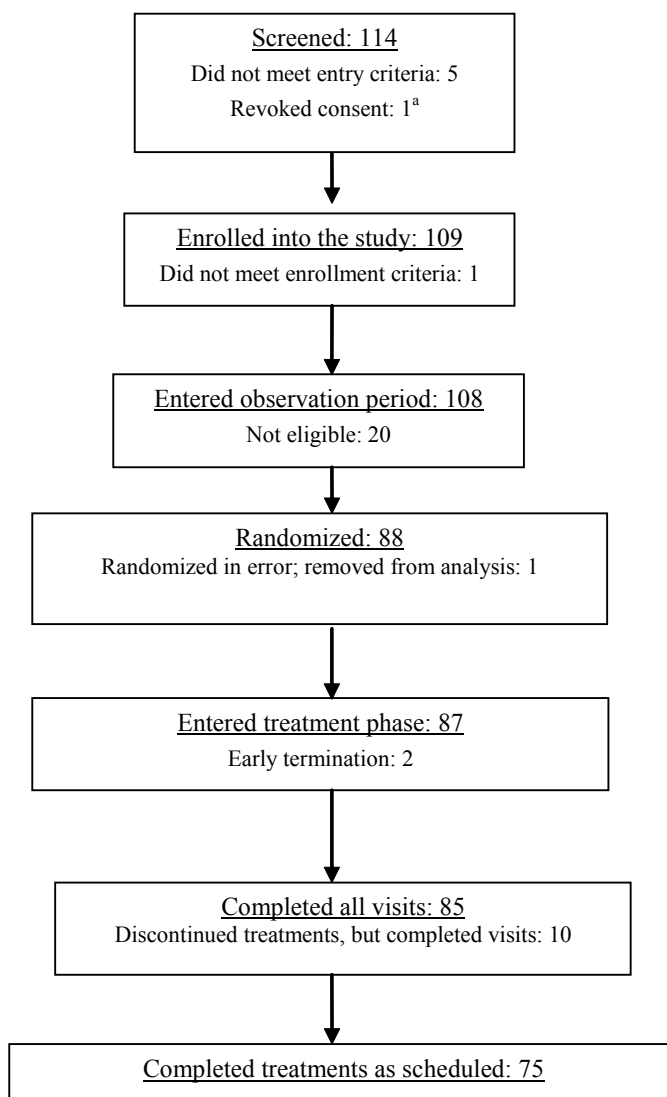 Screened: 114
Did not meet entry criteria: 5
Revoked consent: 1ᵃ
Enrolled into the study: 109
Did not meet enrollment criteria: 1
Entered observation period: 108
Not eligible: 20
Randomized: 88
Randomized in error; removed from analysis: 1
Entered treatment phase: 87
Early termination: 2
Completed all visits: 85
Discontinued treatments, but completed visits: 10
Completed treatments as scheduled: 75